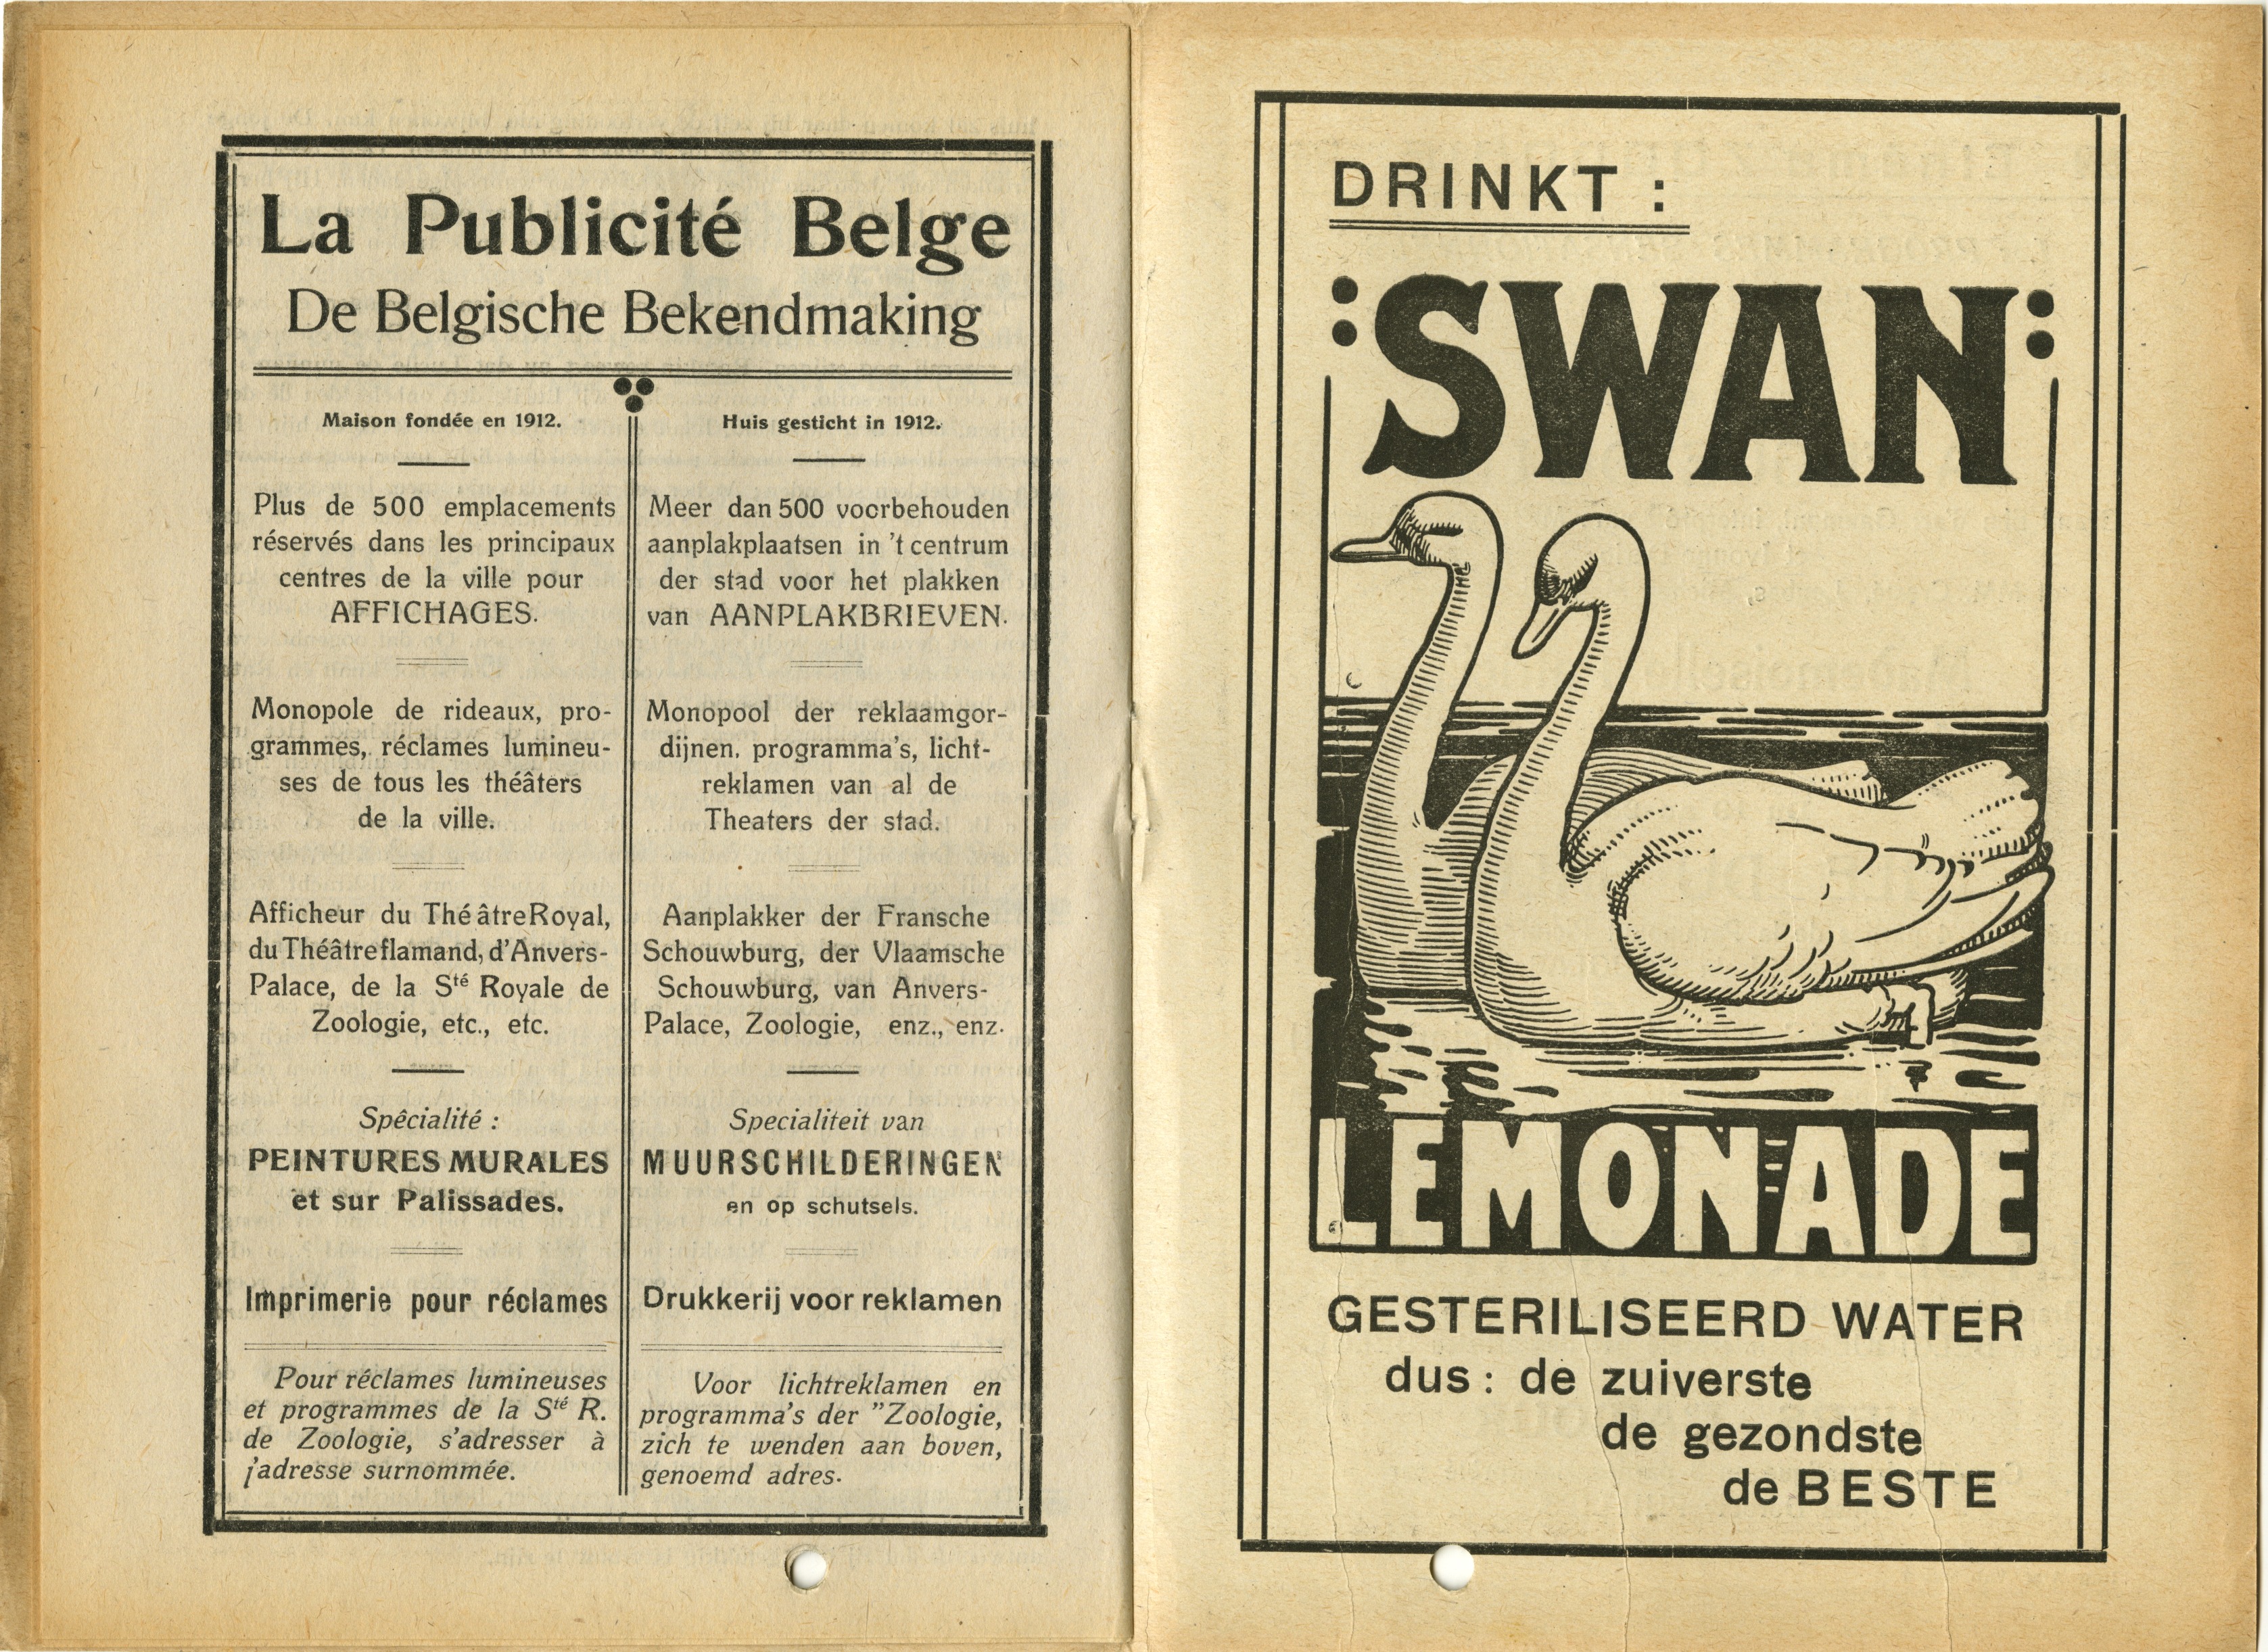 La Publicité Belge
De Belgische Bekendmaking
Maison fondée en 1912.
Plus de 500 emplacements
réservés dans les principaux
centres de la ville pour
AFFICHAGES.
Monopole de rideaux, pro-
grammes, réclames lumineu-
ses de tous les théâters
de la ville.
Afficheur du Thé âtre Royal,
du Théâtre flamand, d'Anvers-
Palace, de la Sté Royale de
Zoologie, etc., etc.
Spécialité :
PEINTURES MURALES
et sur Palissades.
Imprimerie pour réclames
Pour réclames lumineuses
et programmes de la Sté R.
de Zoologie, s'adresser à
j'adresse surnommée.
Huis gesticht in 1912.
Meer dan 500 voorbehouden
aanplakplaatsen in 't centrum
der stad voor het plakken
van AANPLAKBRIEVEN.
Monopool der reklaamgor-
dijnen. programma's, licht-
reklamen van al de
Theaters der stad.
Aanplakker der Fransche
Schouwburg, der Vlaamsche
Schouwburg, van Anvers-
Palace, Zoologie, enz., enz.
Specialiteit van
MUURSCHILDERINGEN
en op schutsels.
Drukkerij voor reklamen
Voor lichtreklamen en
programma's der "Zoologie,
zich te wenden aan boven,
genoemd adres.
DRINKT :
:SWAN:
LEMONADE
GESTERILISEERD WATER
dus : de zuiverste
de gezondste
de BESTE